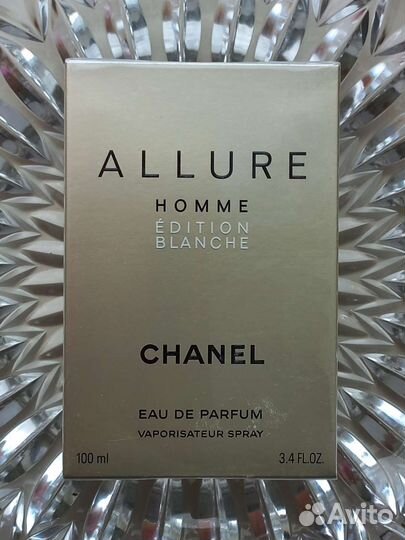 ALLURE
HOMME
ÉDITION
BLANCHE
CHANEL
EAU DE PARFUM
VAPORISATEUR SPRAY
100 ml 3.4 FL.OZ.
Avito